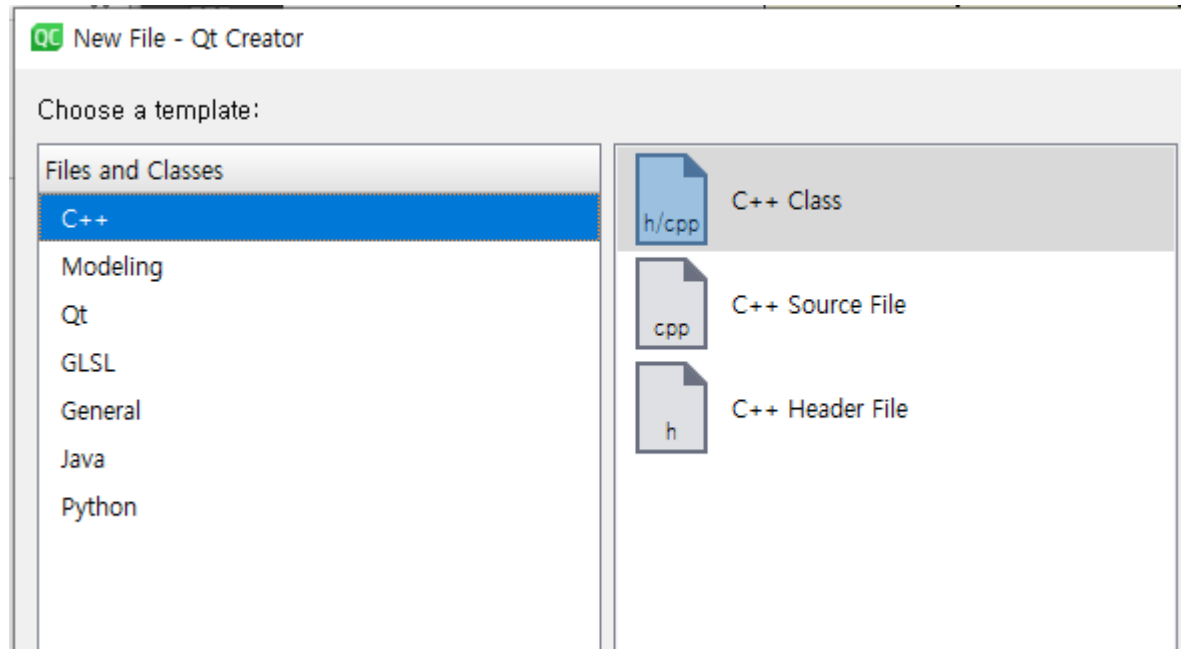 QC New File - Qt Creator
Choose a template:
Files and Classes
C++
Modeling
Qt
GLSL
General
Java
Python
h/cpp C++ Class
cpp C++ Source File
h C++ Header File